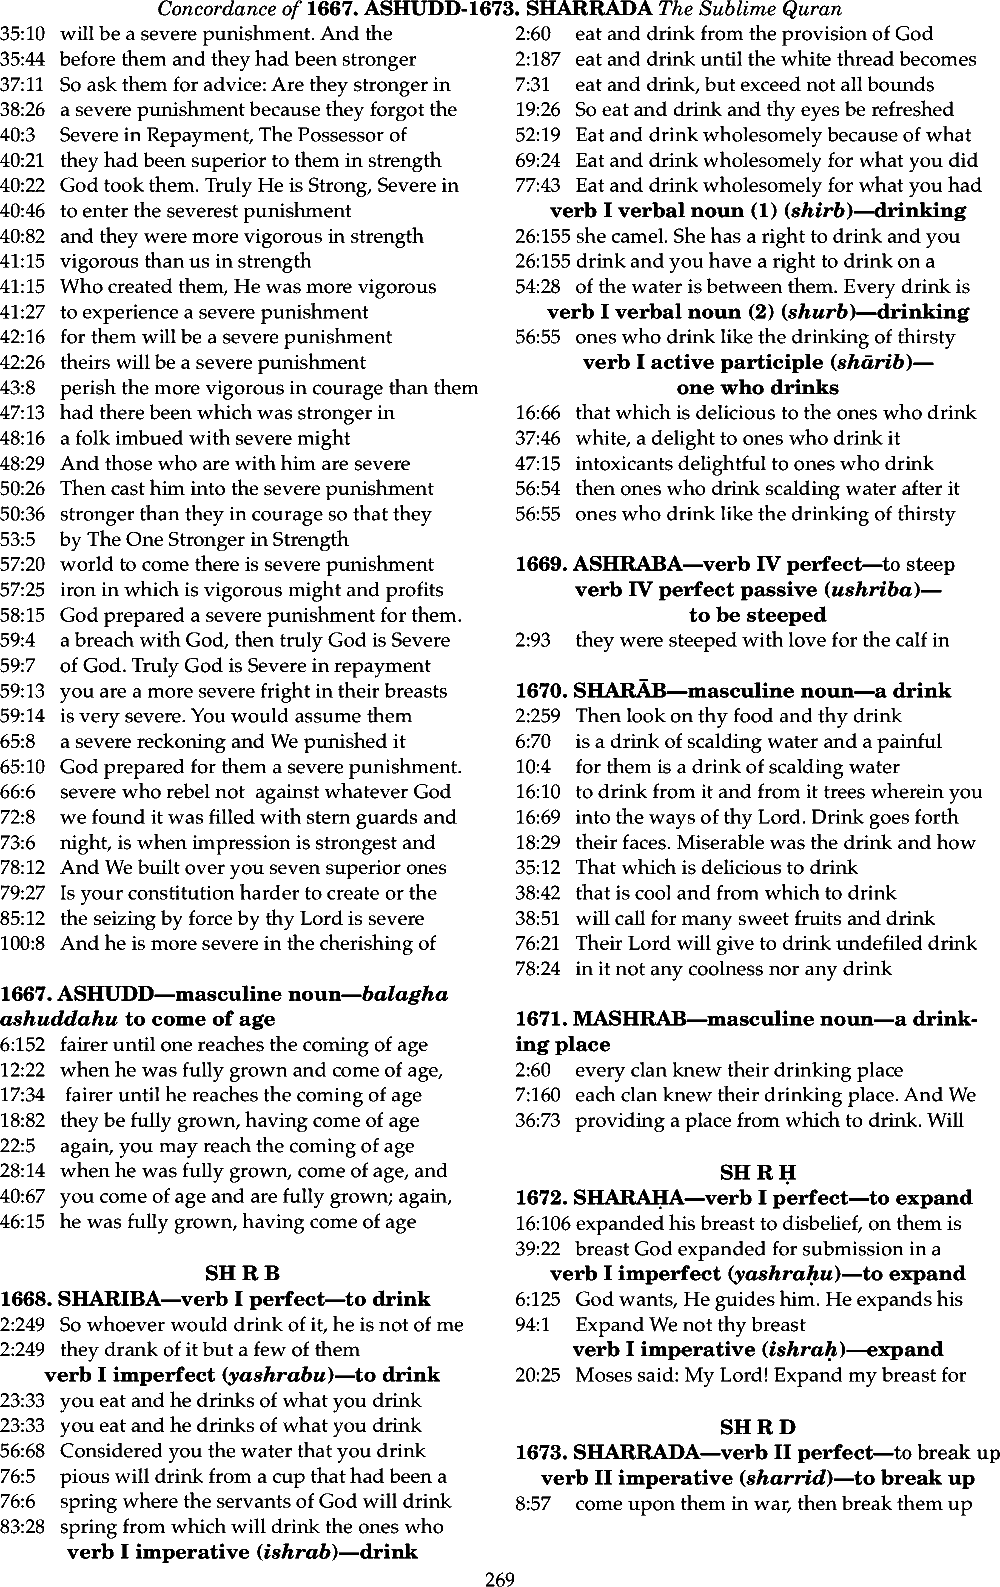 Concordance of 1667. ASHUDD-1673. SHARRADA The Sublime Quran
35:10 will be a severe punishment. And the
35:44 before them and they had been stronger
37:11 So ask them for advice: Are they stronger in
38:26 a severe punishment because they forgot the
40:3 Severe in Repayment, The Possessor of
40:21 they had been superior to them in strength
40:22 God took them. Truly He is Strong, Severe in
40:46 to enter the severest punishment
40:82 and they were more vigorous in strength
41:15 vigorous than us in strength
41:15 Who created them, He was more vigorous
41:27 to experience a severe punishment
42:16 for them will be a severe punishment
42:26 theirs will be a severe punishment
43:8 perish the more vigorous in courage than them
47:13 had there been which was stronger in
48:16 a folk imbued with severe might
48:29 And those who are with him are severe
50:26 Then cast him into the severe punishment
50:36 stronger than they in courage so that they
53:5 by The One Stronger in Strength
57:20 world to come there is severe punishment
57:25 iron in which is vigorous might and profits
58:15 God prepared a severe punishment for them.
59:4 a breach with God, then truly God is Severe
59:7 of God. Truly God is Severe in repayment
59:13 you are a more severe fright in their breasts
59:14 is very severe. You would assume them
65:8 a severe reckoning and We punished it
65:10 God prepared for them a severe punishment.
66:6 severe who rebel not against whatever God
72:8 we found it was filled with stern guards and
73:6 night, is when impression is strongest and
78:12 And We built over you seven superior ones
79:27 Is your constitution harder to create or the
85:12 the seizing by force by thy Lord is severe
100:8 And he is more severe in the cherishing of
1667. ASHUDD—masculine noun—balagha
ashuddahu to come of age
6:152 fairer until one reaches the coming of age
12:22 when he was fully grown and come of age,
17:34 fairer until he reaches the coming of age
18:82 they be fully grown, having come of age
22:5 again, you may reach the coming of age
28:14 when he was fully grown, come of age, and
40:67 you come of age and are fully grown; again,
46:15 he was fully grown, having come of age
SH R B
1668. SHARIBA—verb I perfect—to drink
2:249 So whoever would drink of it, he is not of me
2:249 they drank of it but a few of them
verb I imperfect (yashrabu)—to drink
23:33 you eat and he drinks of what you drink
23:33 you eat and he drinks of what you drink
56:68 Considered you the water that you drink
76:5 pious will drink from a cup that had been a
76:6 spring where the servants of God will drink
83:28 spring from which will drink the ones who
verb I imperative (ishrab)—drink
2:60 eat and drink from the provision of God
2:187 eat and drink until the white thread becomes
7:31 eat and drink, but exceed not all bounds
19:26 So eat and drink and thy eyes be refreshed
52:19 Eat and drink wholesomely because of what
69:24 Eat and drink wholesomely for what you did
77:43 Eat and drink wholesomely for what you had
verb I verbal noun (1) (shirb)—drinking
26:155 she camel. She has a right to drink and you
26:155 drink and you have a right to drink on a
54:28 of the water is between them. Every drink is
verb I verbal noun (2) (shurb)—drinking
56:55 ones who drink like the drinking of thirsty
verb I active participle (shārib)—
one who drinks
16:66 that which is delicious to the ones who drink
37:46 white, a delight to ones who drink it
47:15 intoxicants delightful to ones who drink
56:54 then ones who drink scalding water after it
56:55 ones who drink like the drinking of thirsty
1669. ASHRABA—verb IV perfect—to steep
verb IV perfect passive (ushriba)—
to be steeped
2:93 they were steeped with love for the calf in
1670. SHARĀB—masculine noun—a drink
2:259 Then look on thy food and thy drink
6:70 is a drink of scalding water and a painful
10:4 for them is a drink of scalding water
16:10 to drink from it and from it trees wherein you
16:69 into the ways of thy Lord. Drink goes forth
18:29 their faces. Miserable was the drink and how
35:12 That which is delicious to drink
38:42 that is cool and from which to drink
38:51 will call for many sweet fruits and drink
76:21 Their Lord will give to drink undefiled drink
78:24 in it not any coolness nor any drink
1671. MASHRAB—masculine noun—a drink-
ing place
2:60 every clan knew their drinking place
7:160 each clan knew their drinking place. And We
36:73 providing a place from which to drink. Will
SH R Ḥ
1672. SHARAḤA—verb I perfect—to expand
16:106 expanded his breast to disbelief, on them is
39:22 breast God expanded for submission in a
verb I imperfect (yashraḥu)—to expand
6:125 God wants, He guides him. He expands his
94:1 Expand We not thy breast
verb I imperative (ishraḥ)—expand
20:25 Moses said: My Lord! Expand my breast for
SH R D
1673. SHARRADA—verb II perfect—to break up
verb II imperative (sharrid)—to break up
8:57 come upon them in war, then break them up
269